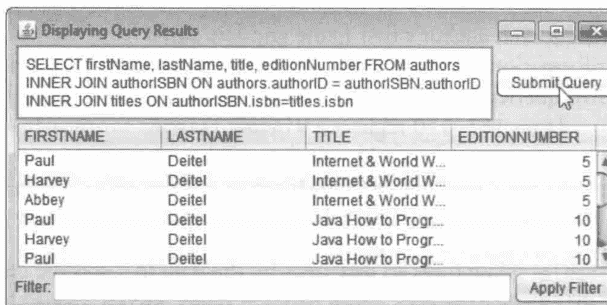 Displaying Query Results
SELECT firstName, lastName, title, editionNumber FROM authors
INNER JOIN authorISBN ON authors.authorID = authorISBN.authorID
INNER JOIN titles ON authorISBN.isbn=titles.isbn
Submit Query
FIRSTNAME LASTNAME TITLE EDITIONNUMBER
Paul Deitel Internet & World W... 5
Harvey Deitel Internet & World W... 5
Abbey Deitel Internet & World W... 5
Paul Deitel Java How to Progr... 10
Harvey Deitel Java How to Progr... 10
Paul Deitel Java How to Progr... 10
Filter: Apply Filter